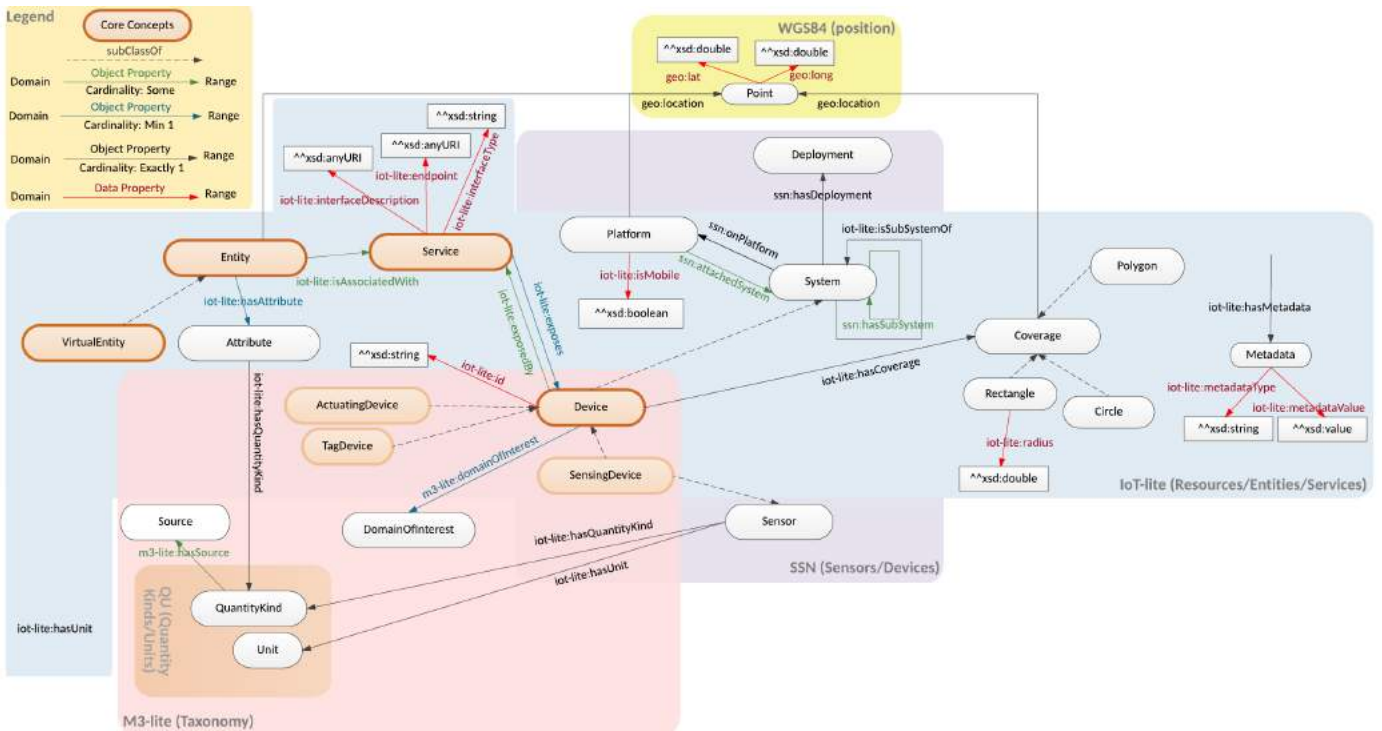 Legend
Core Concepts
subClassOf
Object Property
Domain
Range
Cardinality: Some
Object Property
Domain
Range
Cardinality: Min 1
Object Property
Domain
Range
Cardinality: Exactly 1
Data Property
Domain
Range
WGS84 (position)
^^xsd:double
^^xsd:double
geo:lat
geo:long
Point
geo:location
geo:location
^^xsd:string
^^xsd:anyURI
^^xsd:anyURI
iot-lite:endpoint
iot-lite:interfaceType
iot-lite:interfaceDescription
Deployment
ssn:hasDeployment
Platform
ssn:onPlatform
iot-lite:isSubSystemOf
Entity
Service
iot-lite:isAssociatedWith
iot-lite:isMobile
ssn:attachedSystem
System
Polygon
iot-lite:hasAttribute
^^xsd:boolean
ssn:hasSubSystem
iot-lite:hasMetadata
VirtualEntity
Attribute
iot-lite:exposedBy
iot-lite:exposes
Coverage
^^xsd:string
iot-lite:id
iot-lite:hasCoverage
Metadata
iot-lite:metadataType
iot-lite:metadataValue
Rectangle
Circle
ActuatingDevice
Device
TagDevice
iot-lite:hasQuantityKind
iot-lite:radius
^^xsd:string
^^xsd:value
m3-lite:domainOfInterest
SensingDevice
^^xsd:double
IoT-lite (Resources/Entities/Services)
Source
DomainOfInterest
Sensor
m3-lite:hasSource
iot-lite:hasQuantityKind
iot-lite:hasUnit
SSN (Sensors/Devices)
QU (Quantity
Kinds/Units)
QuantityKind
iot-lite:hasUnit
Unit
M3-lite (Taxonomy)